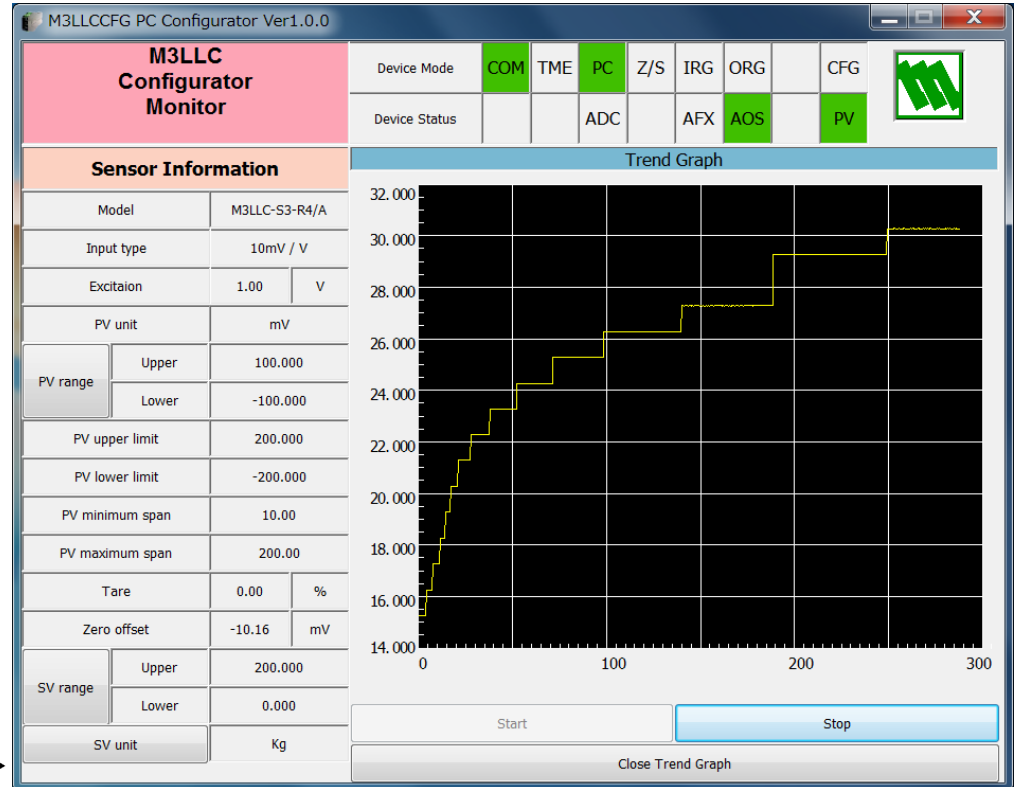 M3LLCCFG PC Configurator Ver1.0.0
M3LLC
Configurator
Monitor
Device Mode COM TME PC Z/S IRG ORG CFG
Device Status ADC AFX AOS PV
Sensor Information
Trend Graph
Model M3LLC-S3-R4/A
Input type 10mV / V
Excitaion 1.00 V
PV unit mV
PV range
Upper 100.000
Lower -100.000
PV upper limit 200.000
PV lower limit -200.000
PV minimum span 10.00
PV maximum span 200.00
Tare 0.00 %
Zero offset -10.16 mV
SV range
Upper 200.000
Lower 0.000
SV unit Kg
32.000
30.000
28.000
26.000
24.000
22.000
20.000
18.000
16.000
14.000
0 100 200 300
Start Stop
Close Trend Graph